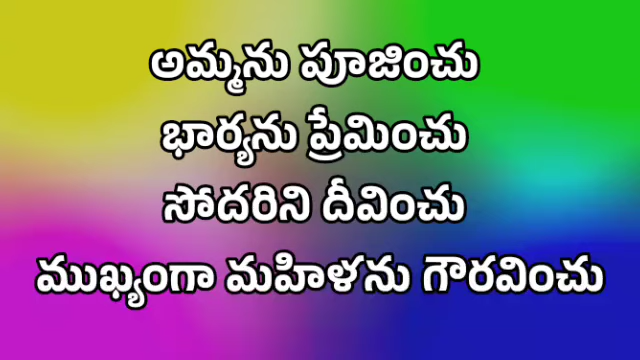 అమ్మను పూజించు
భార్యను ప్రేమించు
సోదరిని దీవించు
ముఖ్యంగా మహిళను గౌరవించు